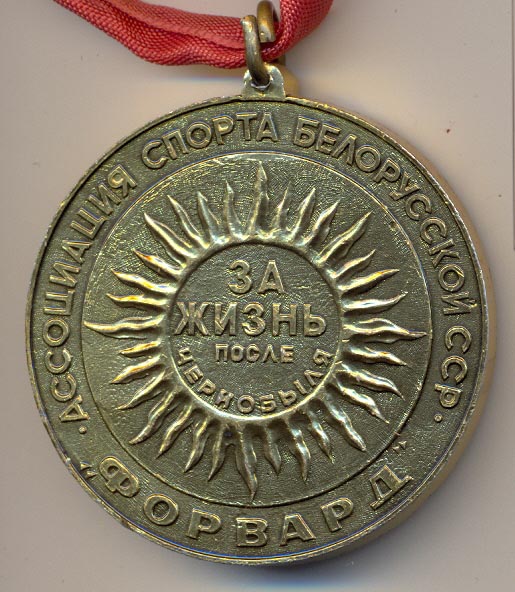 ·АССОЦИАЦИЯ СПОРТА БЕЛОРУССКОЙ ССР·
"ФОРВАРД"
ЗА
ЖИЗНЬ
ПОСЛЕ
ЧЕРНОБЫЛЯ